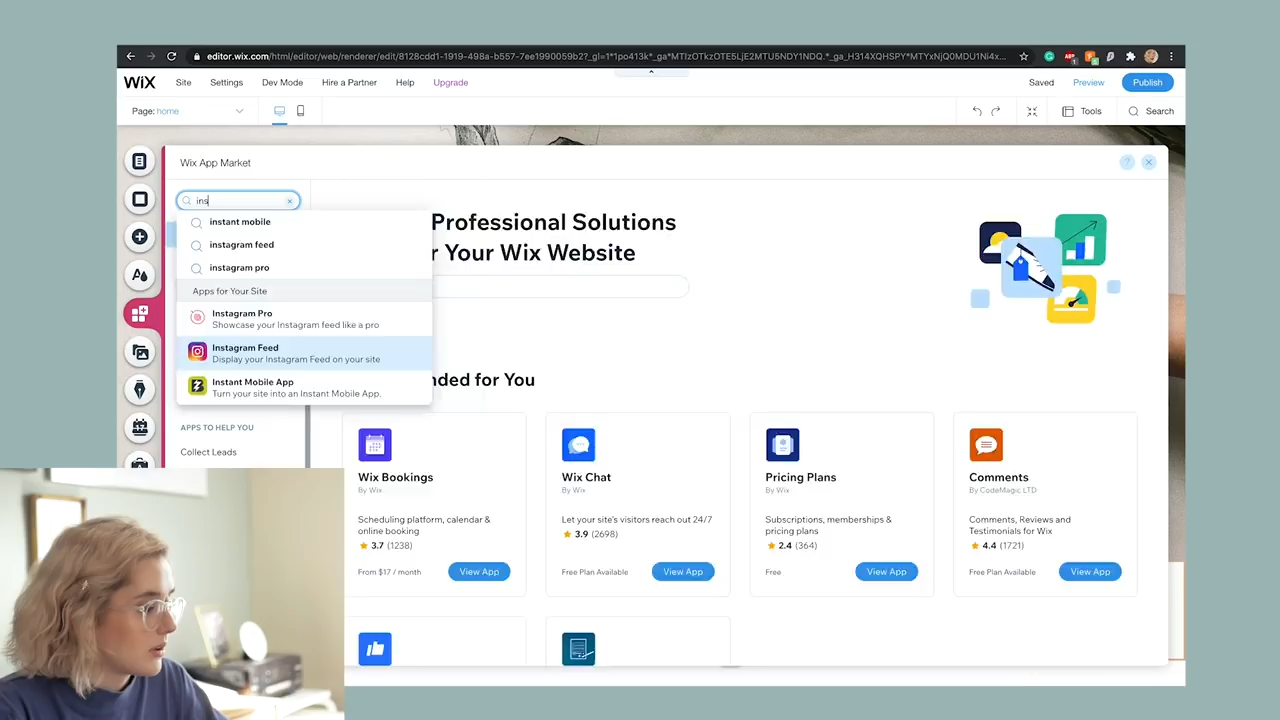 editor.wix.com/html/editor/web/renderer/edit/8128cdd1-1919-498a-b557-7ee1990059b2?_gl=1*1po413k*_ga*MTIzOTkzOTE5LjE2MTU5NDY1NDQ.*_ga_H314XQHSPY*MTYxNjQ0MDU1Ni4x...
WiX
Site
Settings
Dev Mode
Hire a Partner
Help
Upgrade
Saved
Preview
Publish
Page: home
Tools
Search
Wix App Market
ins
instant mobile
instagram feed
instagram pro
Apps for Your Site
Instagram Pro
Showcase your Instagram feed like a pro
Instagram Feed
Display your Instagram Feed on your site
Instant Mobile App
Turn your site into an Instant Mobile App.
APPS TO HELP YOU
Collect Leads
Professional Solutions
r Your Wix Website
nded for You
Wix Bookings
By Wix
Scheduling platform, calendar &
online booking
3.7 (1238)
From $17 / month
View App
Wix Chat
By Wix
Let your site's visitors reach out 24/7
3.9 (2698)
Free Plan Available
View App
Pricing Plans
By Wix
Subscriptions, memberships &
pricing plans
2.4 (364)
Free
View App
Comments
By CodeMagic LTD
Comments, Reviews and
Testimonials for Wix
4.4 (1721)
Free Plan Available
View App